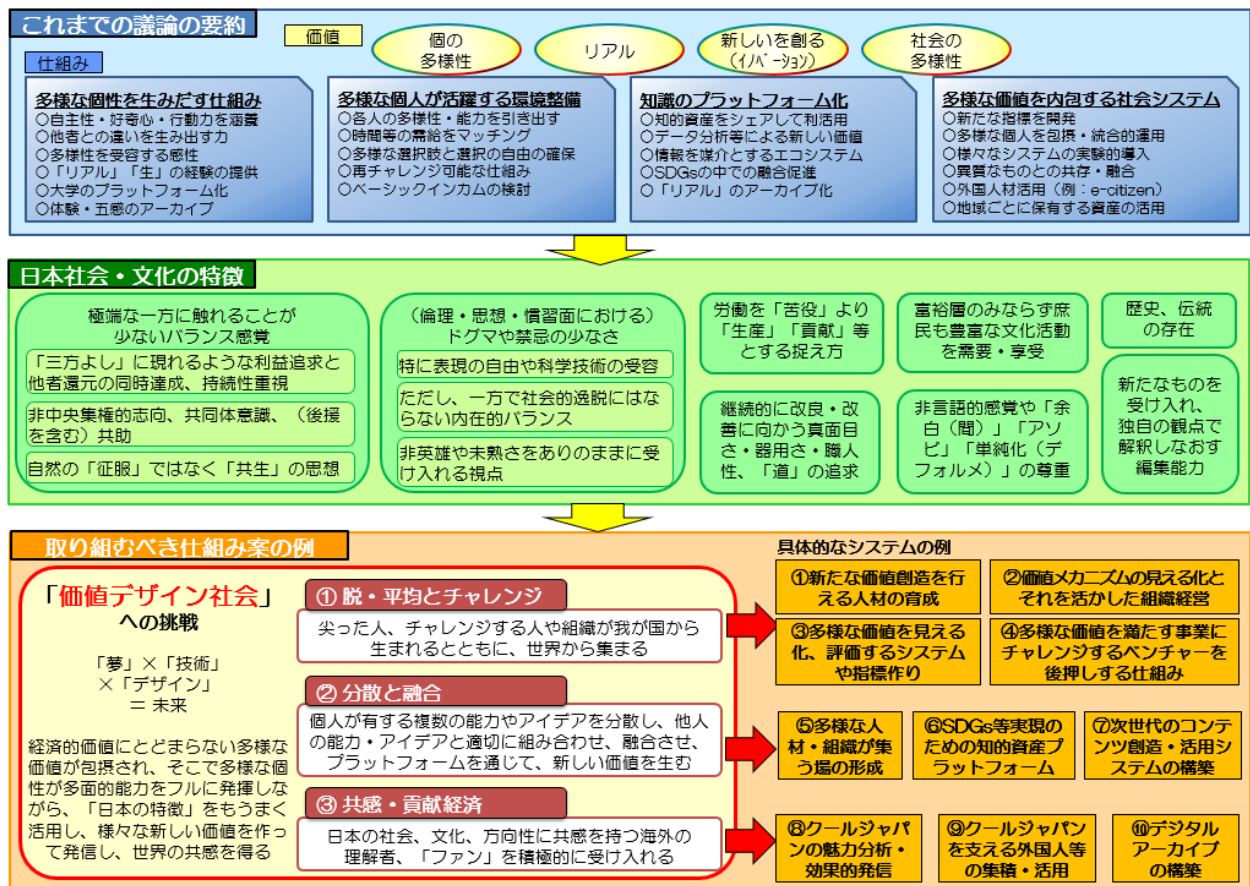 これまでの議論の要約
価値
個の
多様性
リアル
新しいを創る
(ｲﾉﾍﾞｰｼｮﾝ)
社会の
多様性
仕組み
多様な個性を生みだす仕組み
○自主性・好奇心・行動力を涵養
○他者との違いを生み出す力
○多様性を受容する感性
○「リアル」「生」の経験の提供
○大学のプラットフォーム化
○体験・五感のアーカイブ
多様な個人が活躍する環境整備
○各人の多様性・能力を引き出す
○時間等の需給をマッチング
○多様な選択肢と選択の自由の確保
○再チャレンジ可能な仕組み
○ベーシックインカムの検討
知識のプラットフォーム化
○知的資産をシェアして利活用
○データ分析等による新しい価値
○情報を媒介とするエコシステム
○SDGsの中での融合促進
○「リアル」のアーカイブ化
多様な価値を内包する社会システム
○新たな指標を開発
○多様な個人を包摂・統合的運用
○様々なシステムの実験的導入
○異質なものとの共存・融合
○外国人材活用（例：e-citizen）
○地域ごとに保有する資産の活用
日本社会・文化の特徴
極端な一方に触れることが
少ないバランス感覚
「三方よし」に現れるような利益追求と
他者還元の同時達成、持続性重視
非中央集権的志向、共同体意識、（後援
を含む）共助
自然の「征服」ではなく「共生」の思想
（倫理・思想・慣習面における）
ドグマや禁忌の少なさ
特に表現の自由や科学技術の受容
ただし、一方で社会的逸脱にはな
らない内在的バランス
非英雄や未熟さをありのままに受
け入れる視点
労働を「苦役」より
「生産」「貢献」等
とする捉え方
継続的に改良・改
善に向かう真面目
さ・器用さ・職人
性、「道」の追求
富裕層のみならず庶
民も豊富な文化活動
を需要・享受
非言語的感覚や「余
白（間）」「アソ
ビ」「単純化（デ
フォルメ）」の尊重
歴史、伝統
の存在
新たなものを
受け入れ、
独自の観点で
解釈しなおす
編集能力
取り組むべき仕組み案の例
「価値デザイン社会」
への挑戦
「夢」×「技術」
×「デザイン」
＝ 未来
経済的価値にとどまらない多様な
価値が包摂され、そこで多様な個
性が多面的能力をフルに発揮しな
がら、「日本の特徴」をもうまく
活用し、様々な新しい価値を作っ
て発信し、世界の共感を得る
① 脱・平均とチャレンジ
尖った人、チャレンジする人や組織が我が国から
生まれるとともに、世界から集まる
② 分散と融合
個人が有する複数の能力やアイデアを分散し、他人
の能力・アイデアと適切に組み合わせ、融合させ、
プラットフォームを通じて、新しい価値を生む
③ 共感・貢献経済
日本の社会、文化、方向性に共感を持つ海外の
理解者、「ファン」を積極的に受け入れる
具体的なシステムの例
①新たな価値創造を行
える人材の育成
②価値メカニズムの見える化と
それを活かした組織経営
③多様な価値を見える
化、評価するシステム
や指標作り
④多様な価値を満たす事業に
チャレンジするベンチャーを
後押しする仕組み
⑤多様な人
材・組織が集
う場の形成
⑥SDGs等実現の
ための知的資産プ
ラットフォーム
⑦次世代のコンテ
ンツ創造・活用シ
ステムの構築
⑧クールジャパ
ンの魅力分析・
効果的発信
⑨クールジャパン
を支える外国人等
の集積・活用
⑩デジタル
アーカイブ
の構築